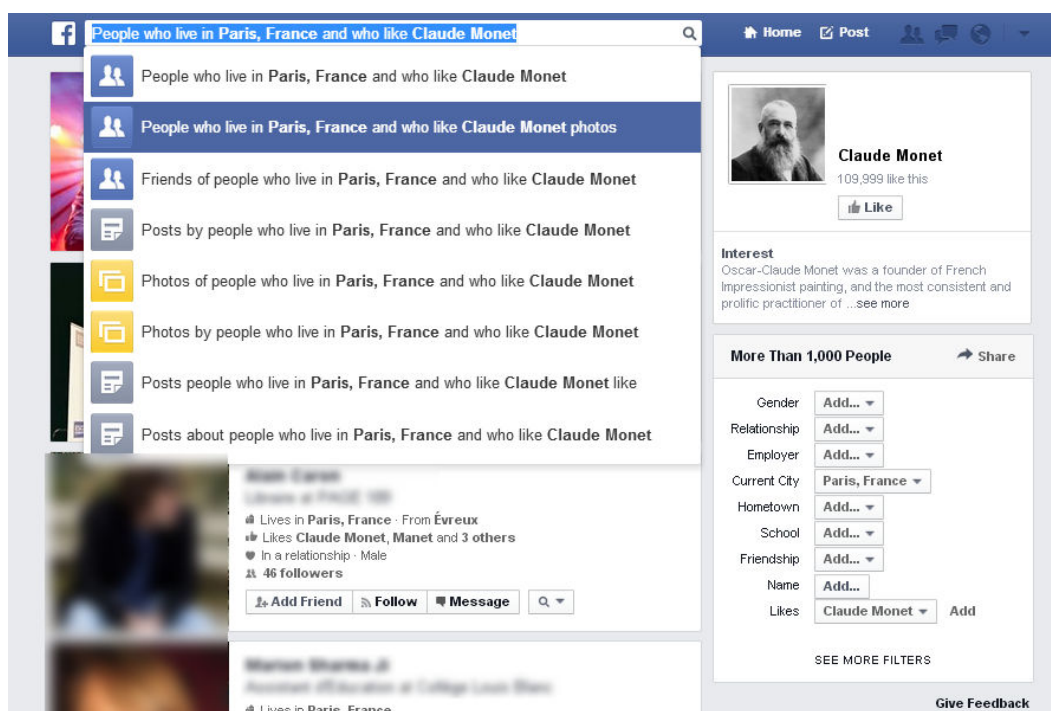 f People who live in Paris, France and who like Claude Monet
Home Post
People who live in Paris, France and who like Claude Monet
People who live in Paris, France and who like Claude Monet photos
Friends of people who live in Paris, France and who like Claude Monet
Posts by people who live in Paris, France and who like Claude Monet
Photos of people who live in Paris, France and who like Claude Monet
Photos by people who live in Paris, France and who like Claude Monet
Posts people who live in Paris, France and who like Claude Monet like
Posts about people who live in Paris, France and who like Claude Monet
Lives in Paris, France · From Évreux
Likes Claude Monet, Manet and 3 others
In a relationship · Male
46 followers
Add Friend Follow Message
Lives in Paris, France
Claude Monet
109,999 like this
Like
Interest
Oscar-Claude Monet was a founder of French
Impressionist painting, and the most consistent and
prolific practitioner of ...see more
More Than 1,000 People Share
Gender Add...
Relationship Add...
Employer Add...
Current City Paris, France
Hometown Add...
School Add...
Friendship Add...
Name Add...
Likes Claude Monet Add
SEE MORE FILTERS
Give Feedback